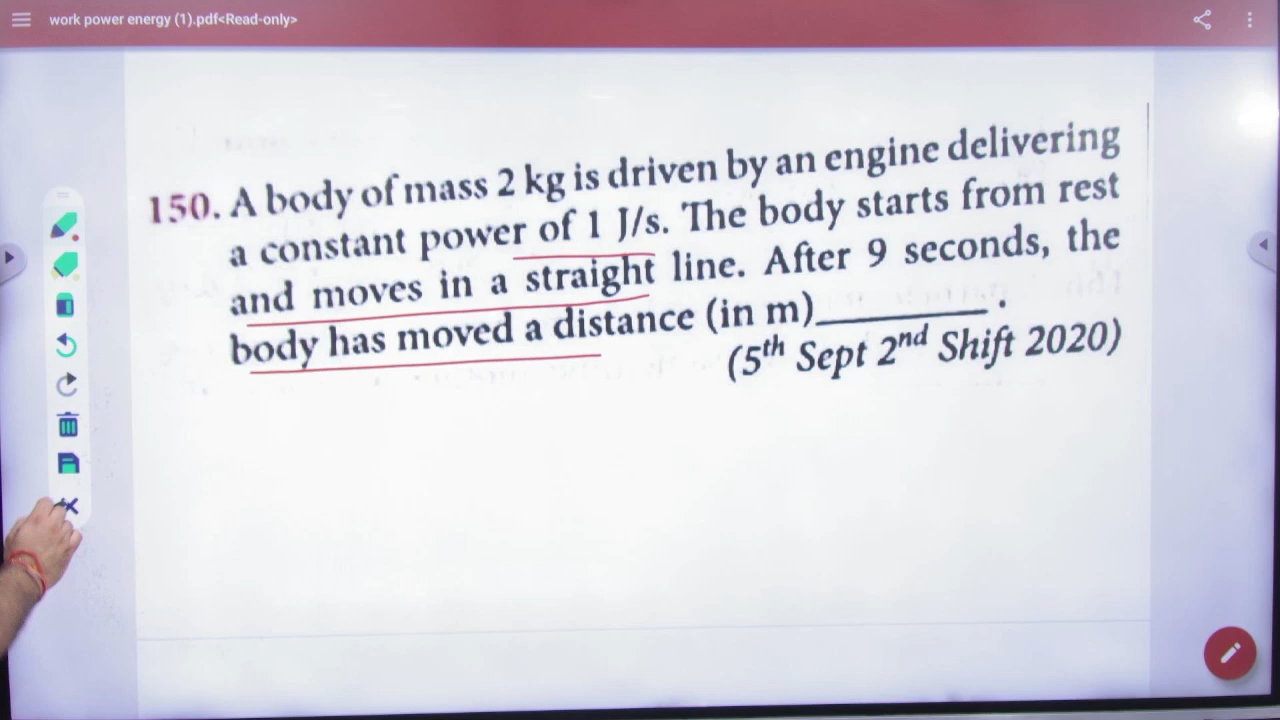 work power energy (1).pdf<Read-only>
150. A body of mass 2 kg is driven by an engine delivering
a constant power of 1 J/s. The body starts from rest
and moves in a straight line. After 9 seconds, the
body has moved a distance (in m)__________ .
(5th Sept 2nd Shift 2020)